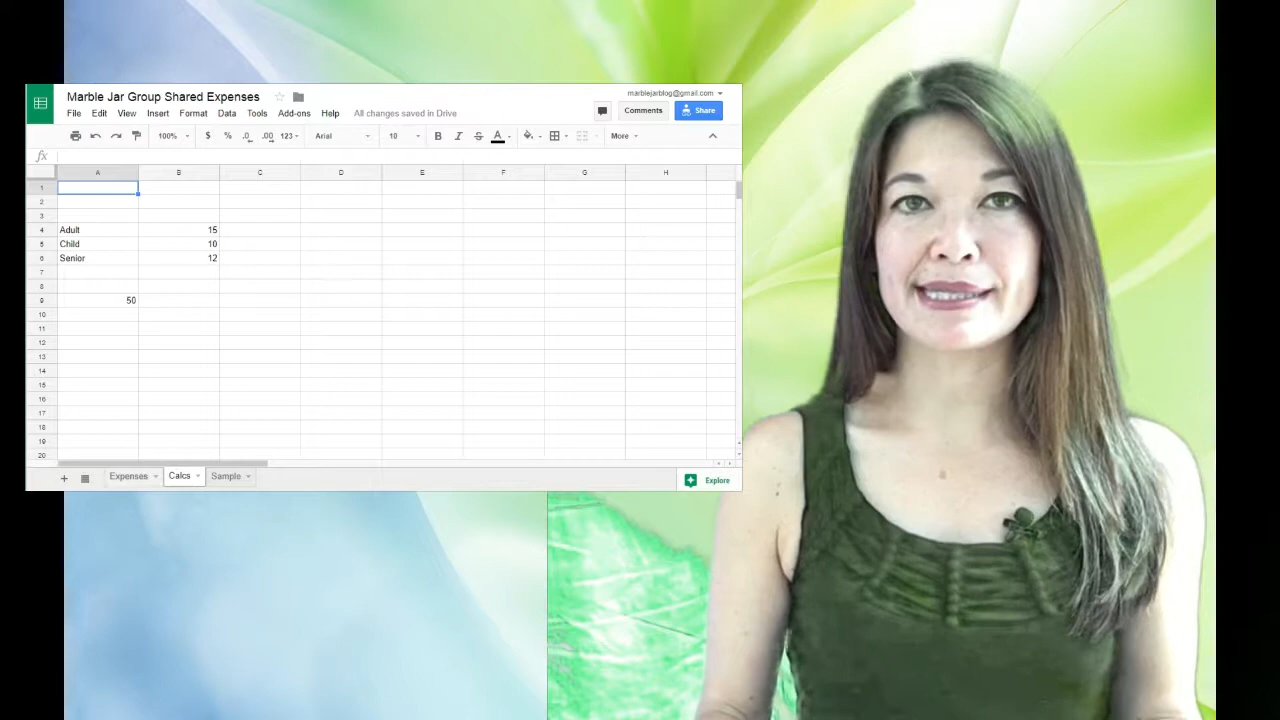 Marble Jar Group Shared Expenses
marblejarblog@gmail.com
File Edit View Insert Format Data Tools Add-ons Help All changes saved in Drive
Comments Share
100% $ % .0 .00 123 Arial 10 B I S A More
fx
A B C D E F G H
1
2
3
4 Adult 15
5 Child 10
6 Senior 12
7
8
9 50
10
11
12
13
14
15
16
17
18
19
20
+ Expenses Calcs Sample Explore